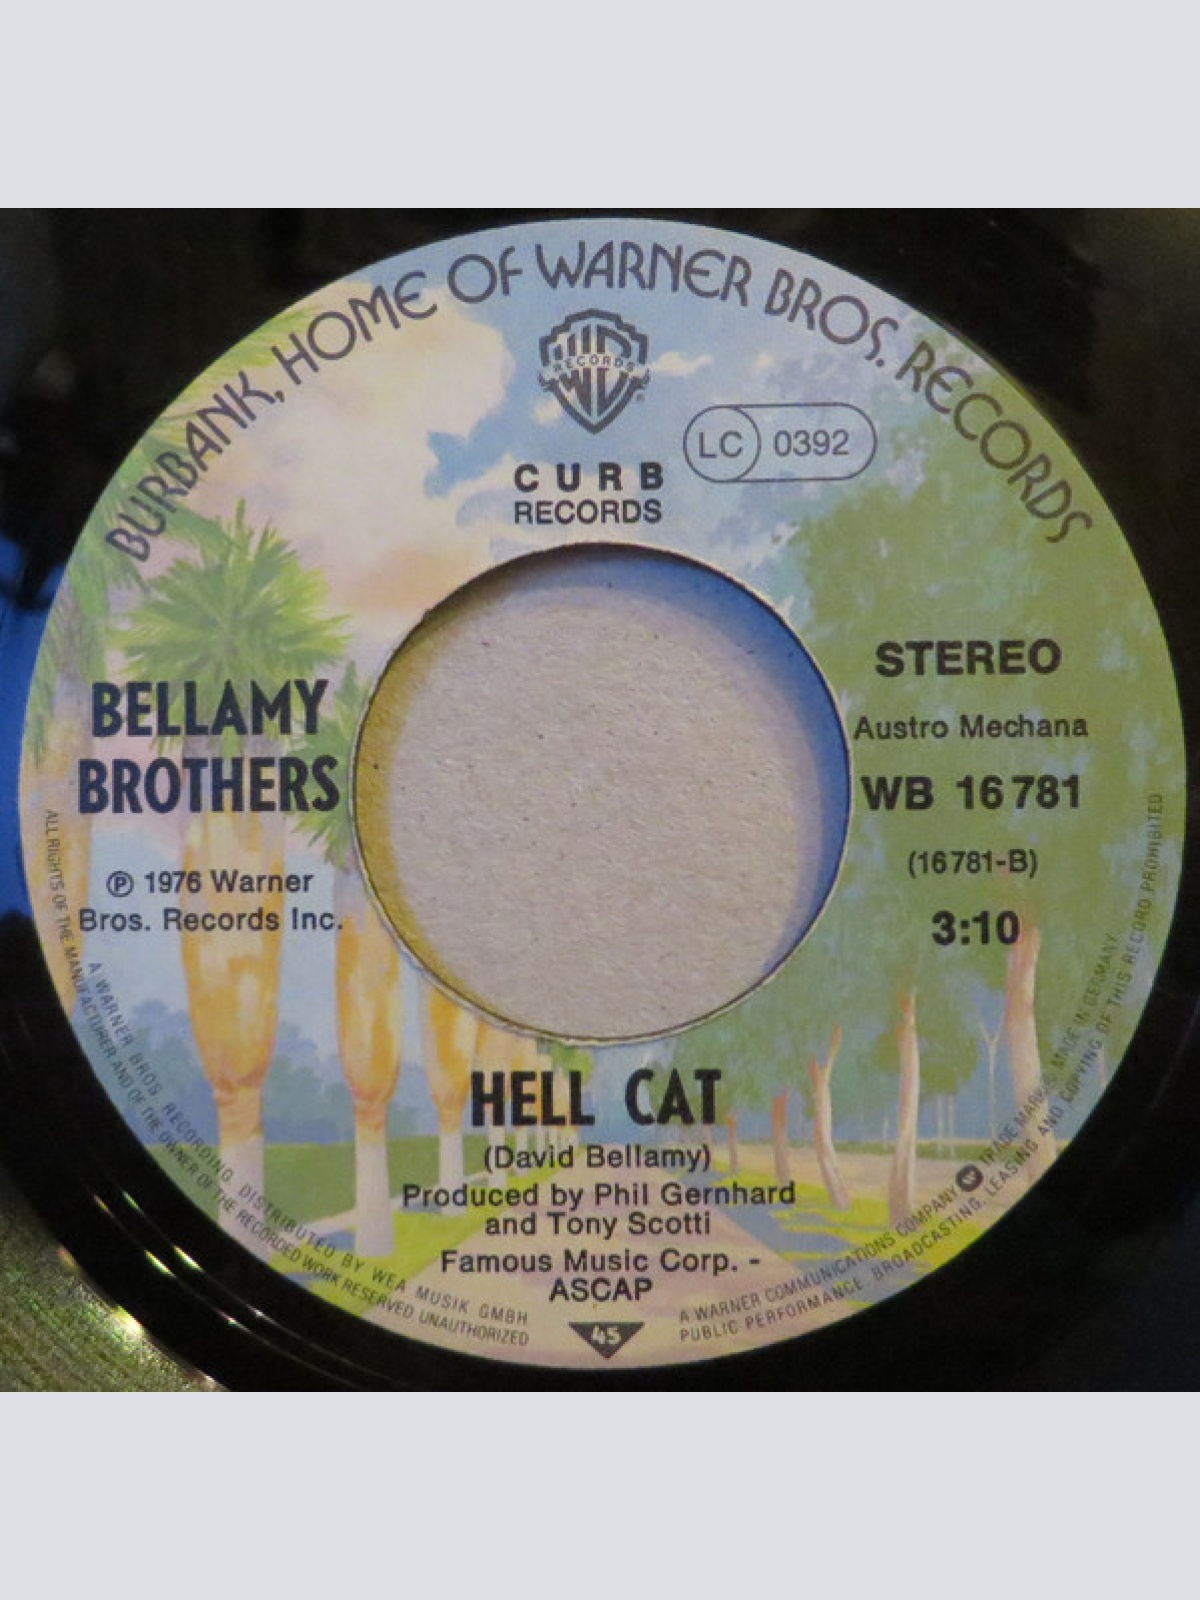 BURBANK, HOME OF WARNER BROS. RECORDS
RECORDS
®
CURB
RECORDS
LC 0392
BELLAMY
BROTHERS
℗ 1976 Warner
Bros. Records Inc.
STEREO
Austro Mechana
WB 16 781
(16 781-B)
3:10
HELL CAT
(David Bellamy)
Produced by Phil Gernhard
and Tony Scotti
Famous Music Corp. -
ASCAP
45
A WARNER BROS RECORDING DISTRIBUTED BY WEA MUSIK GMBH
A WARNER COMMUNICATIONS COMPANY TRADE MARKS MADE IN GERMANY
ALL RIGHTS OF THE MANUFACTURER AND OF THE OWNER OF THE RECORDED WORK RESERVED UNAUTHORIZED
PUBLIC PERFORMANCE, BROADCASTING, LEASING AND COPYING OF THIS RECORD PROHIBITED